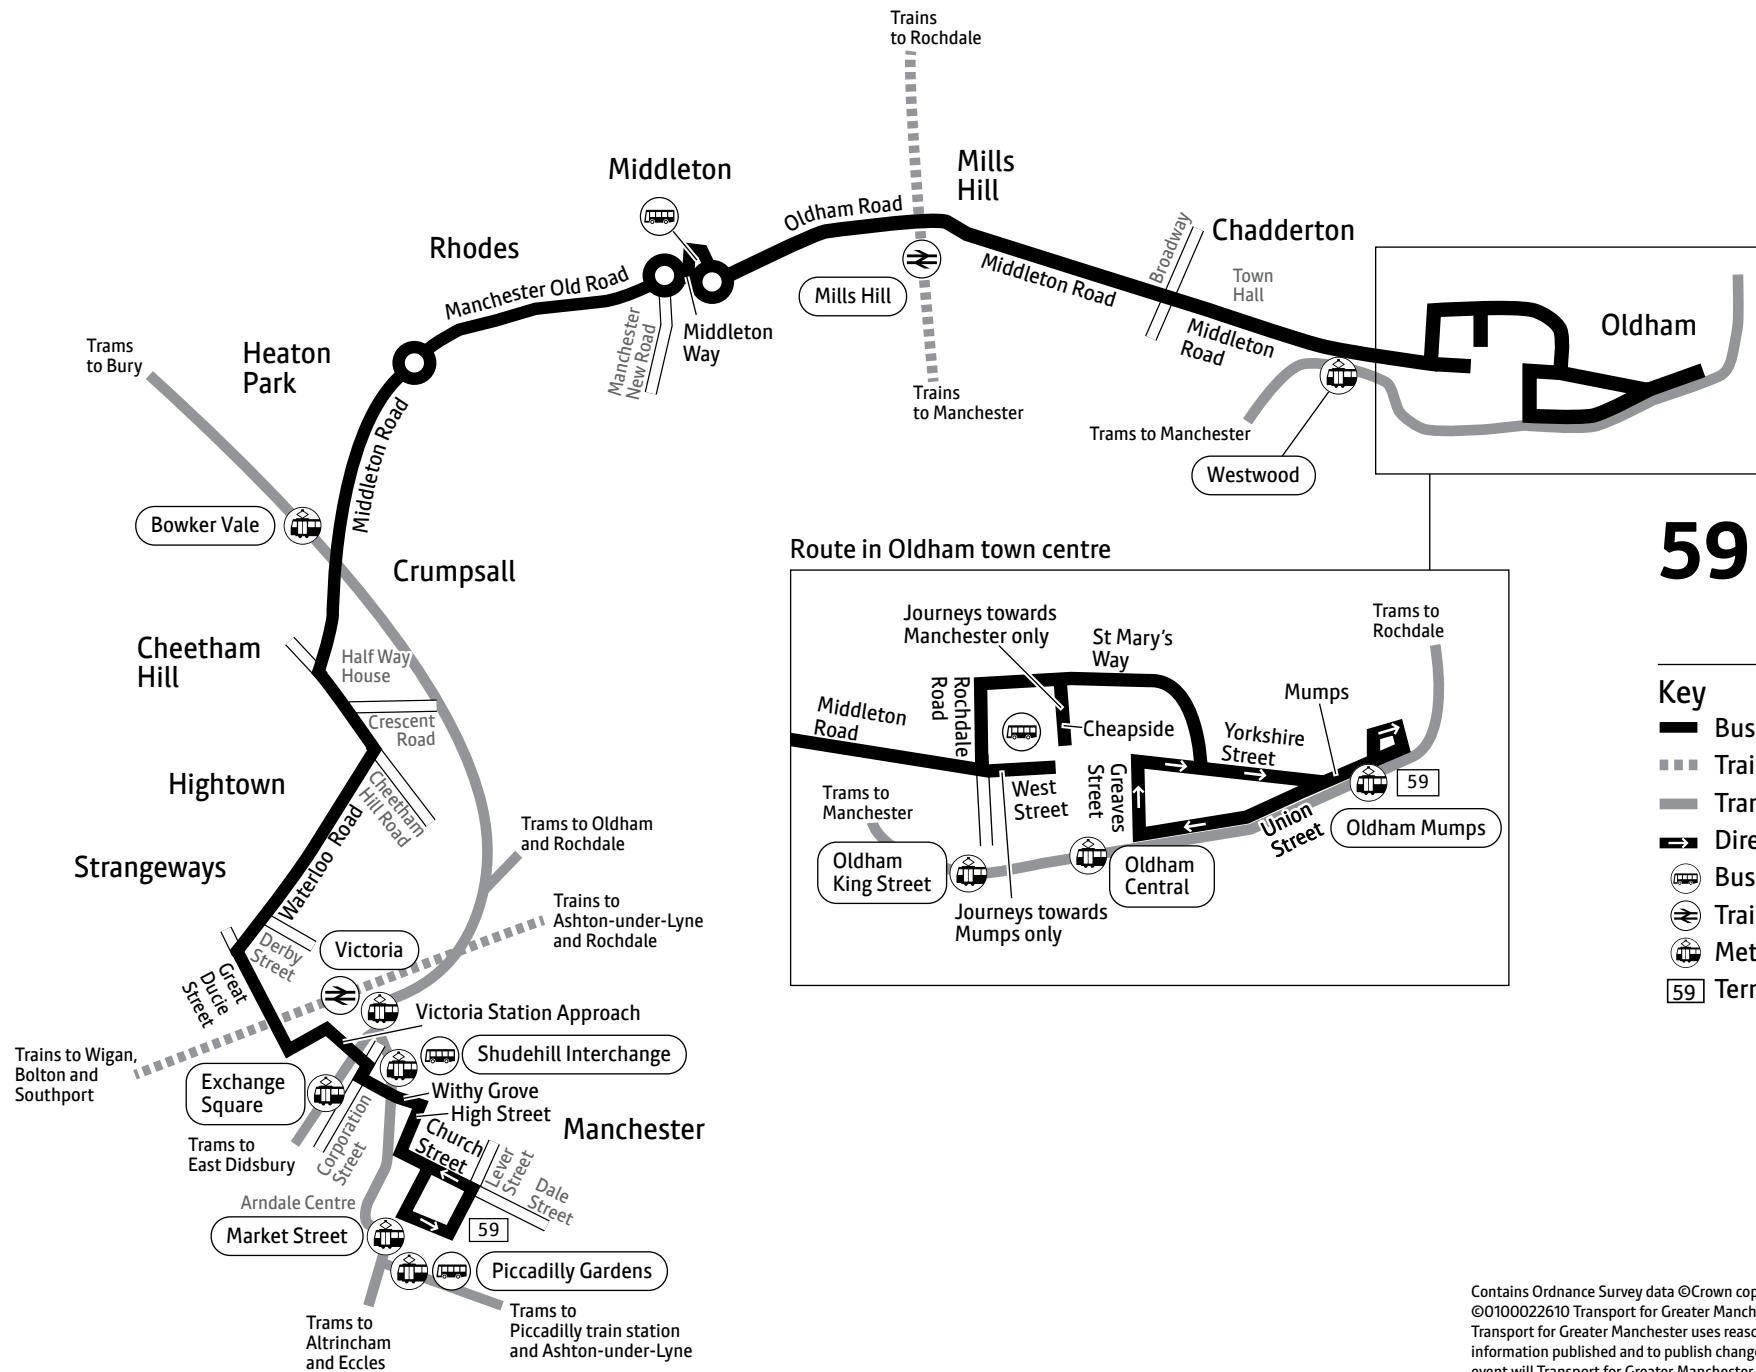 Trains
to Rochdale
Middleton
Mills
Hill
Oldham Road
Rhodes
Manchester Old Road
Mills Hill
Middleton Road
Broadway
Chadderton
Town
Hall
Middleton
Road
Oldham
Trams
to Bury
Heaton
Park
Manchester
New Road
Middleton
Way
Trains
to Manchester
Trams to Manchester
Westwood
Middleton Road
Bowker Vale
Crumpsall
Cheetham
Hill
Half Way
House
Crescent
Road
Hightown
Cheetham
Hill Road
Waterloo Road
Strangeways
Trams to Oldham
and Rochdale
Trains to
Ashton-under-Lyne
and Rochdale
Derby
Street
Victoria
Great
Ducie
Street
Victoria Station Approach
Trains to Wigan,
Bolton and
Southport
Shudehill Interchange
Exchange
Square
Withy Grove
High Street
Manchester
Trams to
East Didsbury
Corporation
Street
Church
Street
Lever
Street
Dale
Street
Arndale Centre
Market Street
59
Piccadilly Gardens
Trams to
Altrincham
and Eccles
Trams to
Piccadilly train station
and Ashton-under-Lyne
Route in Oldham town centre
Journeys towards
Manchester only
St Mary's
Way
Trams to
Rochdale
Rochdale
Road
Middleton
Road
Mumps
Cheapside
Yorkshire
Street
West
Street
Greaves
Street
Trams to
Manchester
59
Union
Street
Oldham Mumps
Oldham
King Street
Oldham
Central
Journeys towards
Mumps only
59
Key
Bus
Trai
Tran
Dire
Bus
Trai
Met
59 Terr
Contains Ordnance Survey data ©Crown cop
©0100022610 Transport for Greater Manch
Transport for Greater Manchester uses reaso
information published and to publish change
event will Transport for Greater Manchester